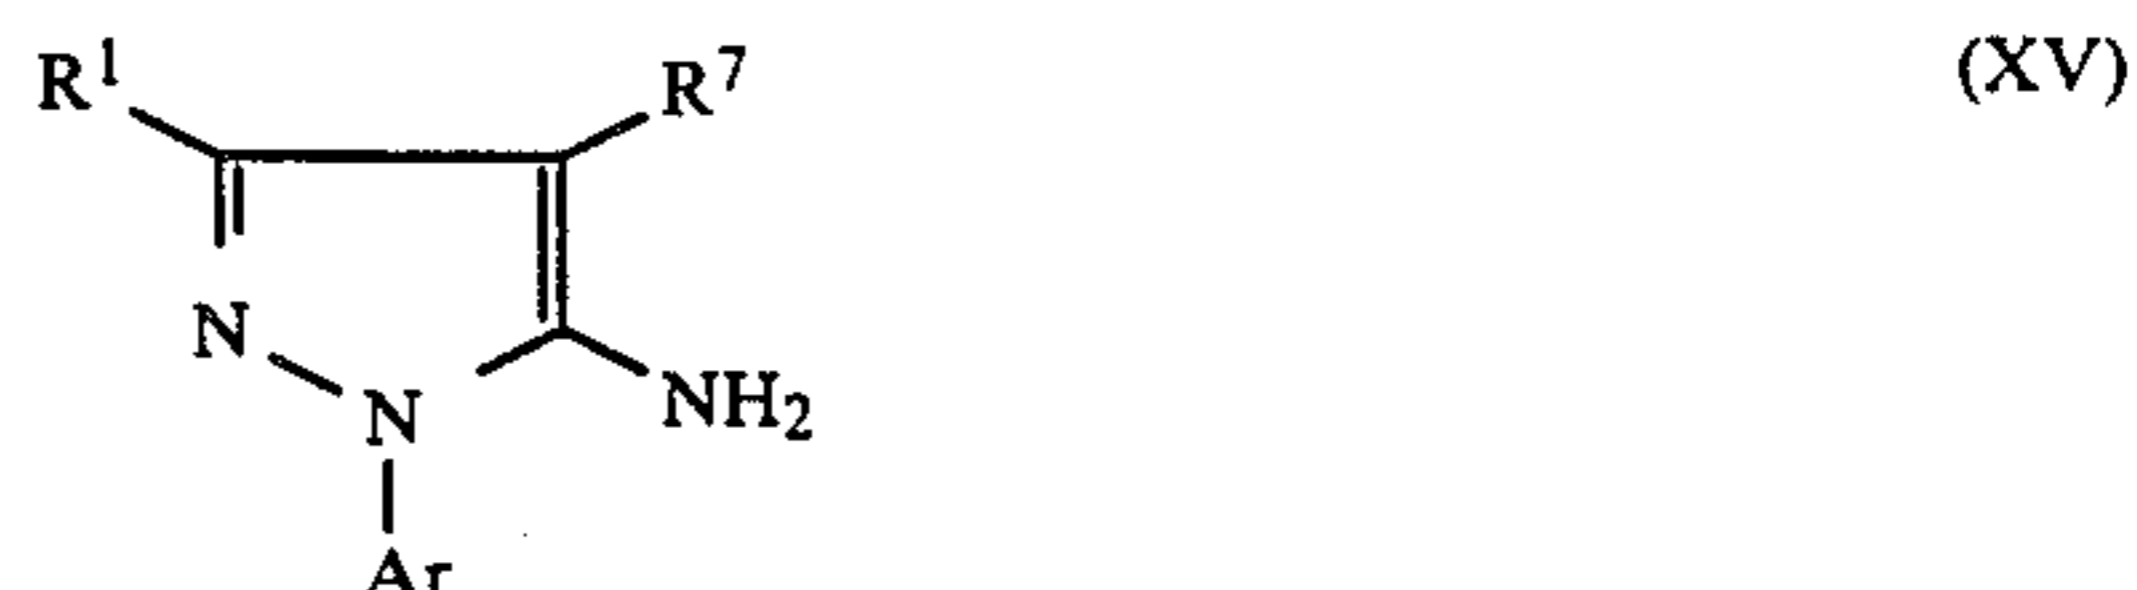 R¹ R⁷ (XV)
N
N NH₂
Ar